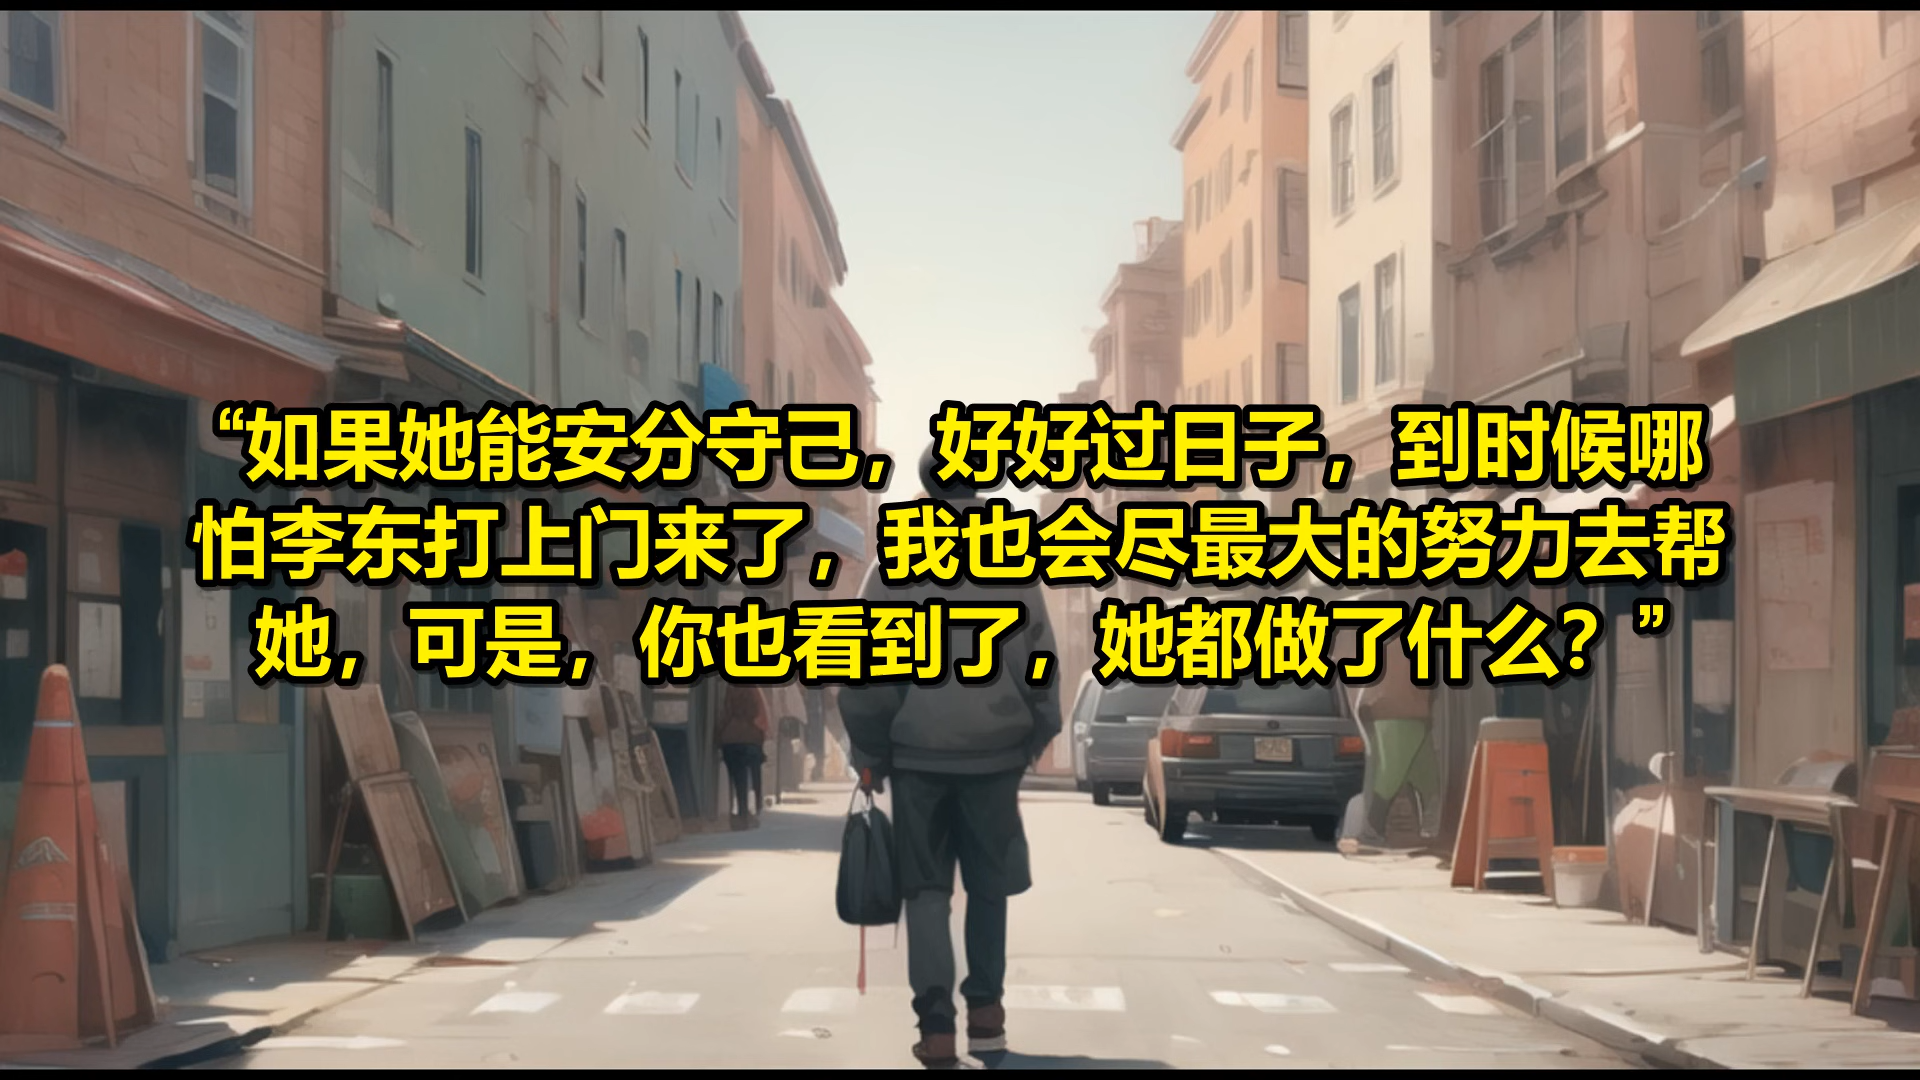 “如果她能安分守己，好好过日子，到时候哪
怕李东打上门来了，我也会尽最大的努力去帮
她，可是，你也看到了，她都做了什么？”